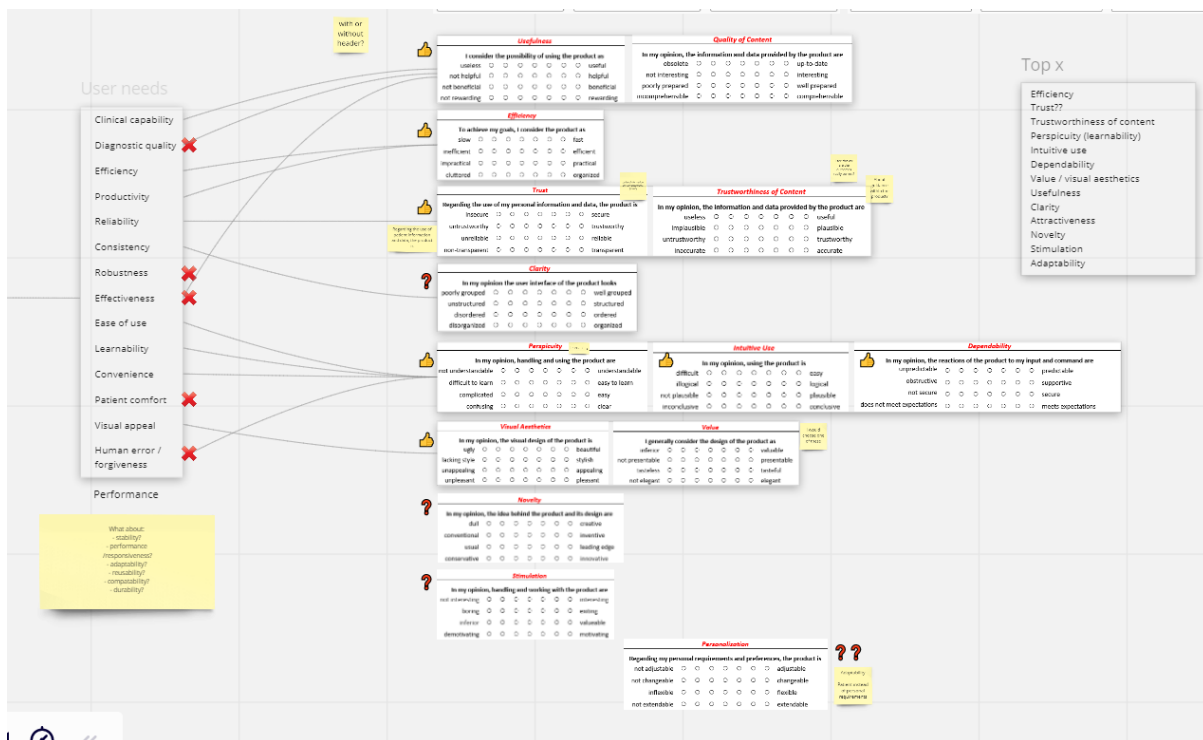 with or
without
header?
User needs
Clinical capability
Diagnostic quality
Efficiency
Productivity
Reliability
Consistency
Robustness
Effectiveness
Ease of use
Learnability
Convenience
Patient comfort
Visual appeal
Human error /
forgiveness
Performance
What about:
- stability?
- performance
/responsiveness?
- adaptability?
- reusability?
- compatability?
- durability?
Usefulness
I consider the possibility of using the product as
useless useful
not helpful helpful
not beneficial beneficial
not rewarding rewarding
Quality of Content
In my opinion, the information and data provided by the product are
obsolete up-to-date
not interesting interesting
poorly prepared well prepared
incomprehensible comprehensible
Efficiency
To achieve my goals, I consider the product as
slow fast
inefficient efficient
impractical practical
cluttered organized
Trust
Regarding the use of my personal information and data, the product is
insecure secure
untrustworthy trustworthy
unreliable reliable
non-transparent transparent
Trustworthiness of Content
In my opinion, the information and data provided by the product are
useless useful
implausible plausible
untrustworthy trustworthy
inaccurate accurate
Clarity
In my opinion the user interface of the product looks
poorly grouped well grouped
unstructured structured
disordered ordered
disorganized organized
Perspicuity
In my opinion, handling and using the product are
not understandable understandable
difficult to learn easy to learn
complicated easy
confusing clear
Intuitive Use
In my opinion, using the product is
difficult easy
illogical logical
not plausible plausible
inconclusive conclusive
Dependability
In my opinion, the reactions of the product to my input and command are
unpredictable predictable
obstructive supportive
not secure secure
does not meet expectations meets expectations
Visual Aesthetics
In my opinion, the visual design of the product is
ugly beautiful
lacking style stylish
unappealing appealing
unpleasant pleasant
Value
I generally consider the design of the product as
inferior valuable
not presentable presentable
tasteless tasteful
not elegant elegant
Novelty
In my opinion, the idea behind the product and its design are
dull creative
conventional inventive
usual leading edge
conservative innovative
Stimulation
In my opinion, handling and working with the product are
not interesting interesting
boring exiting
inferior valuable
demotivating motivating
Personalization
Regarding my personal requirements and preferences, the product is
not adjustable adjustable
not changeable changeable
inflexible flexible
not extendable extendable
Top x
Efficiency
Trust??
Trustworthiness of content
Perspicuity (learnability)
Intuitive use
Dependability
Value / visual aesthetics
Usefulness
Clarity
Attractiveness
Novelty
Stimulation
Adaptability